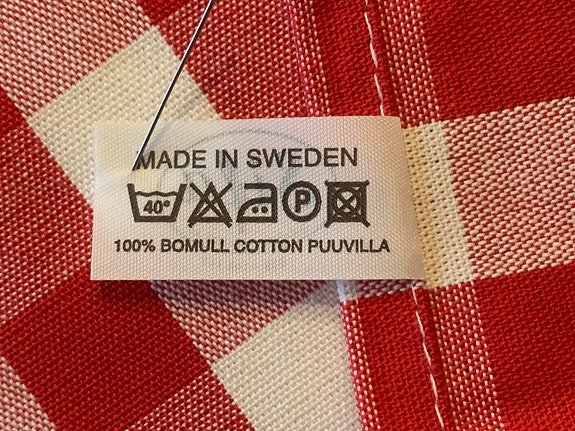 MADE IN SWEDEN
40° P
100% BOMULL COTTON PUUVILLA